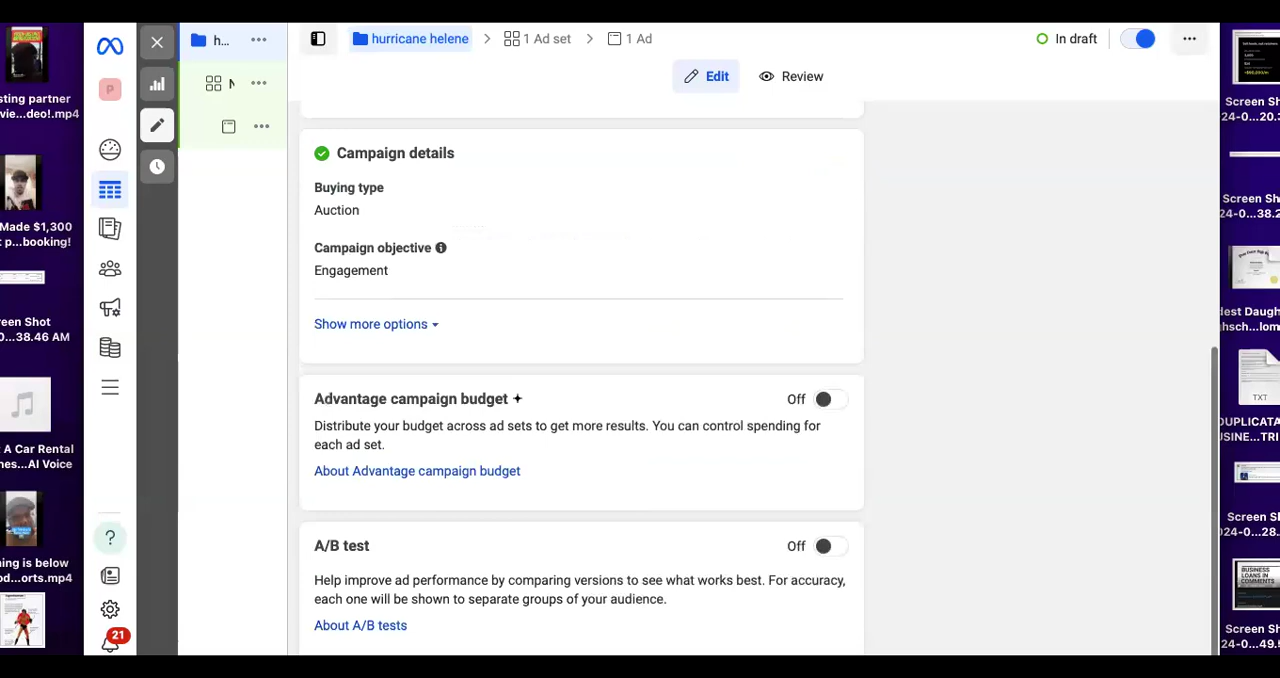 sting partner
vie...deo!.mp4
Made $1,300
t p...booking!
reen Shot
0...38.46 AM
t A Car Rental
nes...AI Voice
ning is below
od...orts.mp4
P
?
21
h...
N
hurricane helene
1 Ad set
1 Ad
In draft
Edit
Review
Campaign details
Buying type
Auction
Campaign objective
Engagement
Show more options
Advantage campaign budget
Off
Distribute your budget across ad sets to get more results. You can control spending for
each ad set.
About Advantage campaign budget
A/B test
Off
Help improve ad performance by comparing versions to see what works best. For accuracy,
each one will be shown to separate groups of your audience.
About A/B tests
Screen Sh
24-0...20.3
Screen Sh
24-0...38.2
dest Daugh
ghsch...lom
TXT
DUPLICATA
USINE...TRI
Screen Sh
024-0...28.
BUSINESS
LOANS IN
COMMENTS
Screen Sh
24-0...49.5